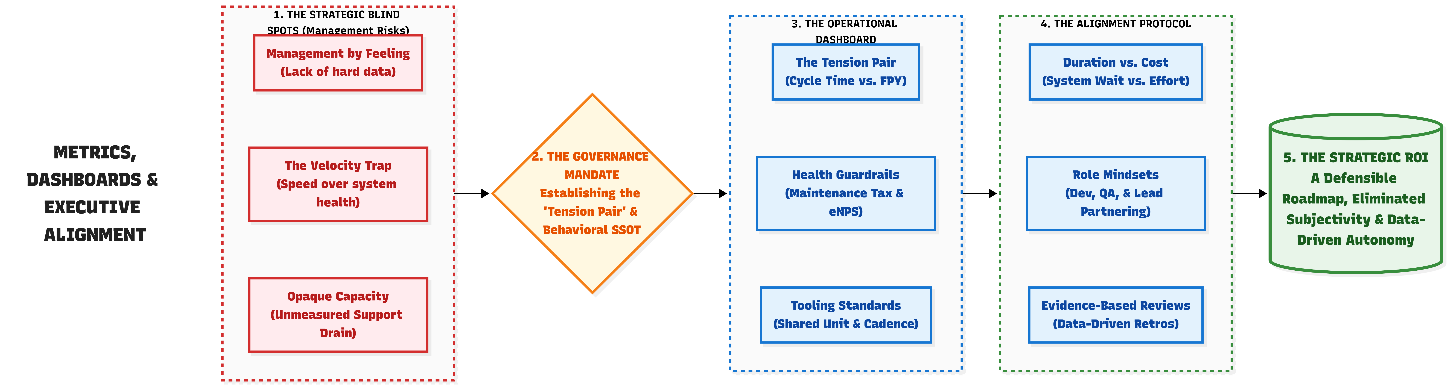 METRICS,
DASHBOARDS &
EXECUTIVE
ALIGNMENT
1. THE STRATEGIC BLIND
SPOTS (Management Risks)
Management by Feeling
(Lack of hard data)
The Velocity Trap
(Speed over system
health)
Opaque Capacity
(Unmeasured Support
Drain)
2. THE GOVERNANCE
MANDATE
Establishing the
'Tension Pair' &
Behavioral SSOT
3. THE OPERATIONAL
DASHBOARD
The Tension Pair
(Cycle Time vs. FPY)
Health Guardrails
(Maintenance Tax &
eNPS)
Tooling Standards
(Shared Unit & Cadence)
4. THE ALIGNMENT PROTOCOL
Duration vs. Cost
(System Wait vs. Effort)
Role Mindsets
(Dev, QA, & Lead
Partnering)
Evidence-Based Reviews
(Data-Driven Retros)
5. THE STRATEGIC ROI
A Defensible
Roadmap, Eliminated
Subjectivity & Data-
Driven Autonomy